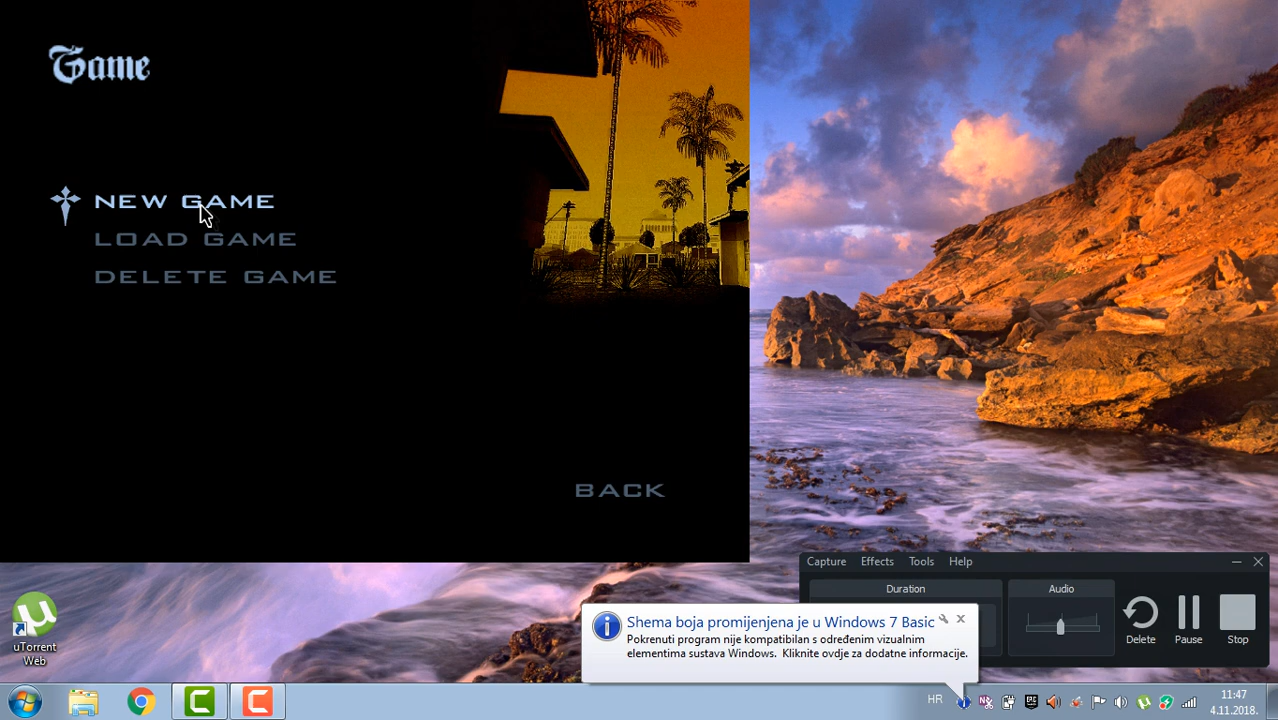 Game
NEW GAME
LOAD GAME
DELETE GAME
BACK
Capture Effects Tools Help
Duration
Audio
Delete
Pause
Stop
Shema boja promijenjena je u Windows 7 Basic
Pokrenuti program nije kompatibilan s određenim vizualnim
elementima sustava Windows. Kliknite ovdje za dodatne informacije.
uTorrent
Web
HR
11:47
4.11.2018.